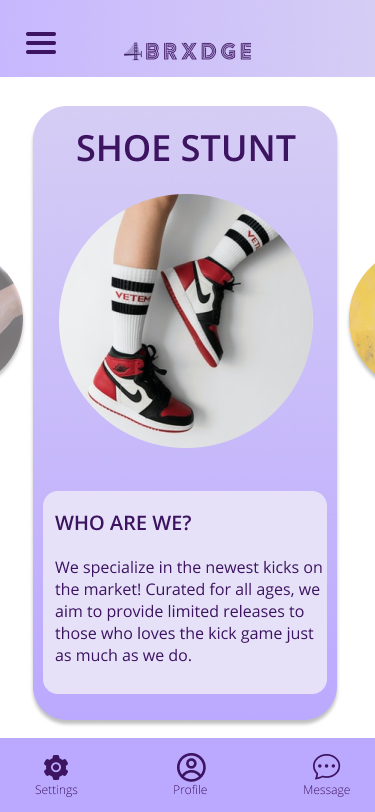 4BRXDGE
SHOE STUNT
VETEM
VETE
WHO ARE WE?
We specialize in the newest kicks on
the market! Curated for all ages, we
aim to provide limited releases to
those who loves the kick game just
as much as we do.
Settings
Profile
Message